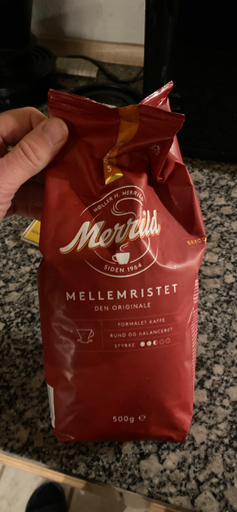 MØLLER H. MERRILD
Merrild
SIDEN 1964
MELLEMRISTET
DEN ORIGINALE
FORMALET KAFFE
RUND OG BALANCERET
STYRKE
500g ℮